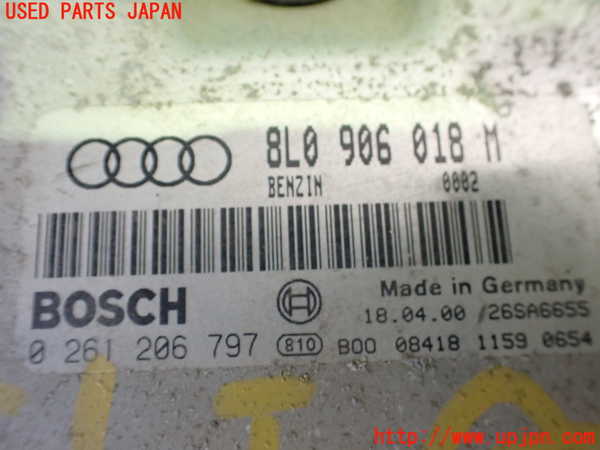 USED PARTS JAPAN
8L0 906 018 M
BENZIN 0002
BOSCH
Made in Germany
18.04.00 /26SA6655
0 261 206 797 810 B00 08418 1159 0654
http://www.upjpn.com/